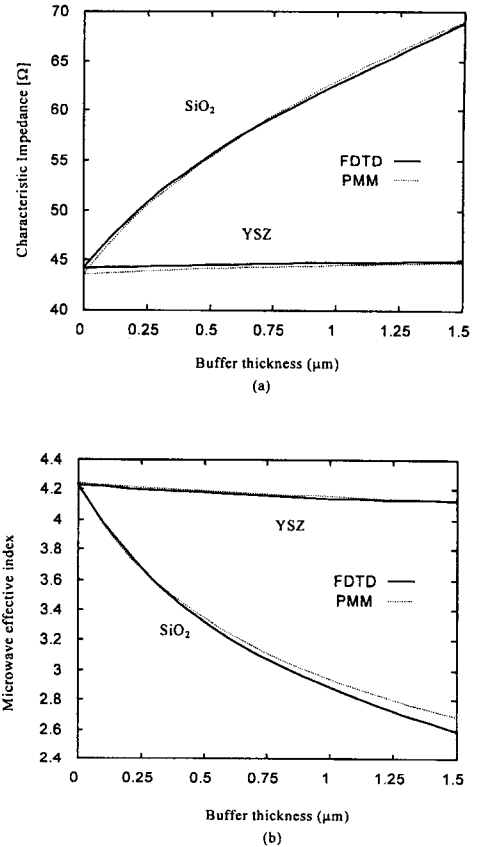 70
65
60
55
50
45
40
Characteristic Impedance [Ω]
SiO₂
FDTD
PMM
YSZ
0 0.25 0.5 0.75 1 1.25 1.5
Buffer thickness (μm)
(a)
4.4
4.2
4
3.8
3.6
3.4
3.2
3
2.8
2.6
2.4
Microwave effective index
YSZ
FDTD
PMM
SiO₂
0 0.25 0.5 0.75 1 1.25 1.5
Buffer thickness (μm)
(b)